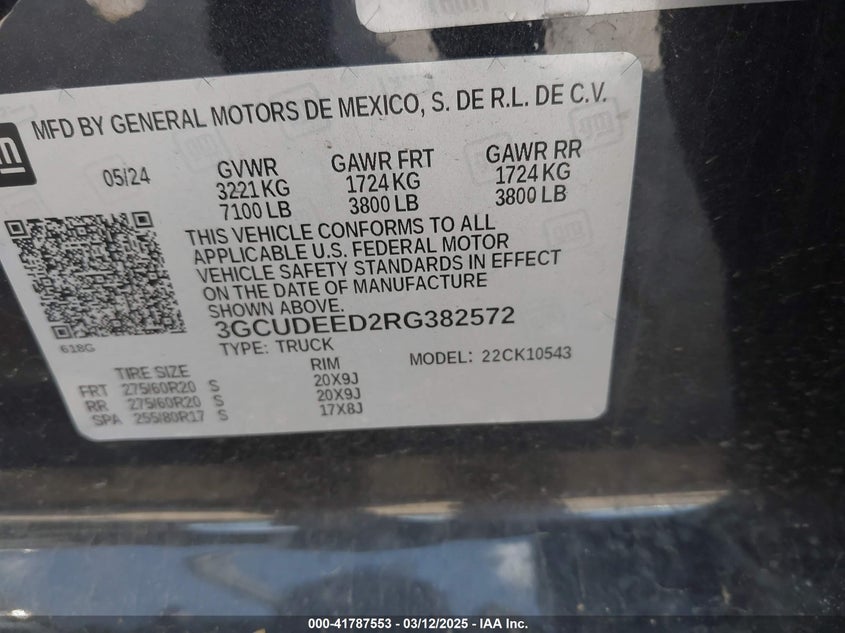 MFD BY GENERAL MOTORS DE MEXICO, S. DE R.L. DE C.V.
05/24
GVWR GAWR FRT GAWR RR
3221 KG 1724 KG 1724 KG
7100 LB 3800 LB 3800 LB
THIS VEHICLE CONFORMS TO ALL
APPLICABLE U.S. FEDERAL MOTOR
VEHICLE SAFETY STANDARDS IN EFFECT
ON THE DATE OF MANUFACTURE
SHOWN ABOVE.
3GCUDEED2RG382572
TYPE: TRUCK MODEL: 22CK10543
618G
TIRE SIZE RIM
FRT 275/60R20 S 20X9J
RR 275/60R20 S 20X9J
SPA 255/80R17 S 17X8J
000-41787553 - 03/12/2025 - IAA Inc.